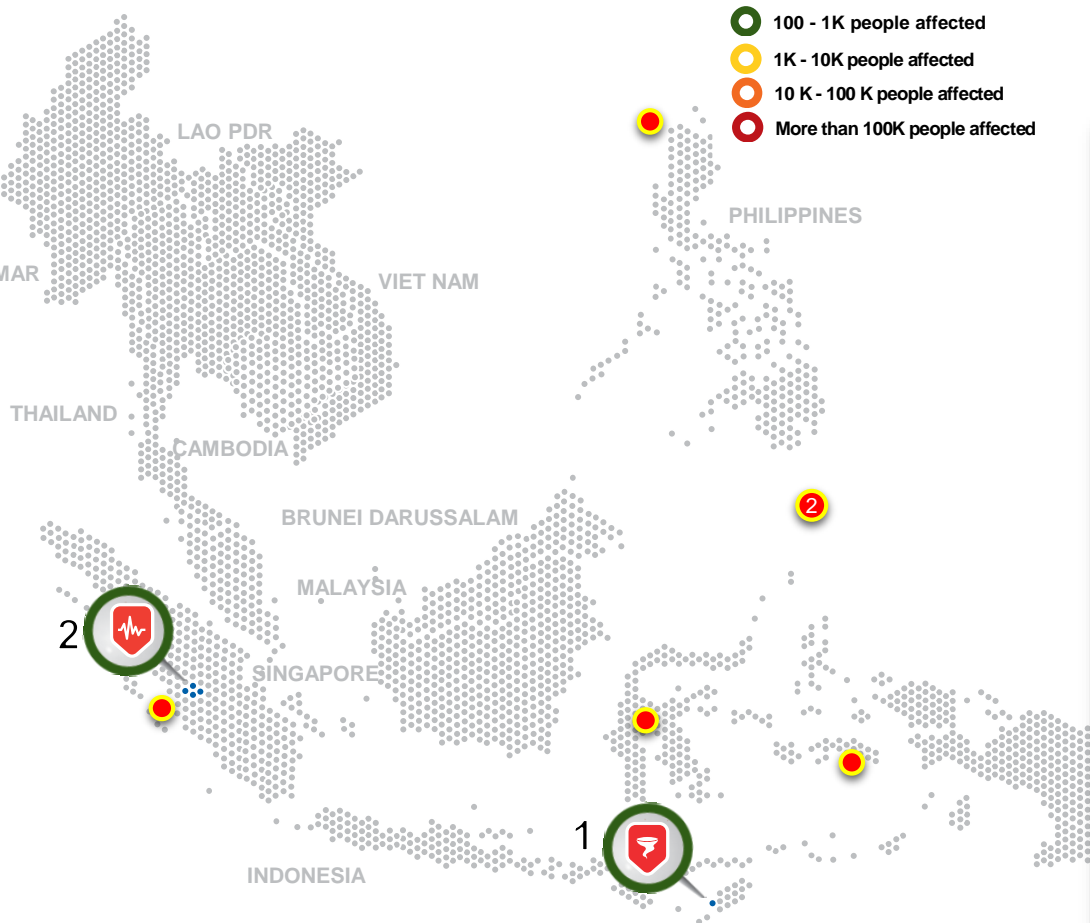 100 - 1K people affected
1K - 10K people affected
10 K - 100 K people affected
More than 100K people affected
LAO PDR
PHILIPPINES
MAR
VIET NAM
THAILAND
CAMBODIA
BRUNEI DARUSSALAM
2
MALAYSIA
2
SINGAPORE
1
INDONESIA